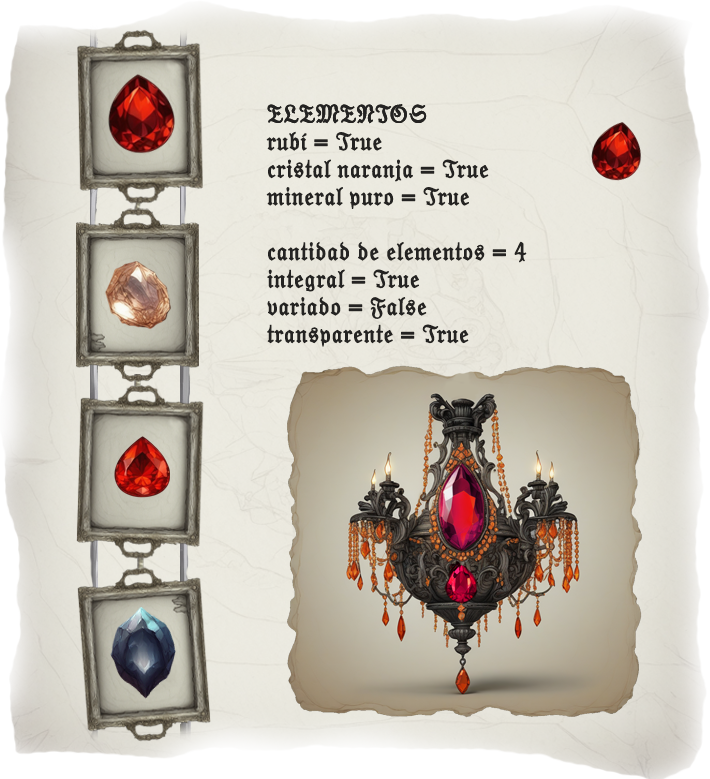 ELEMENTOS
rubí = True
cristal naranja = True
mineral puro = True
cantidad de elementos = 4
integral = True
variado = False
transparente = True